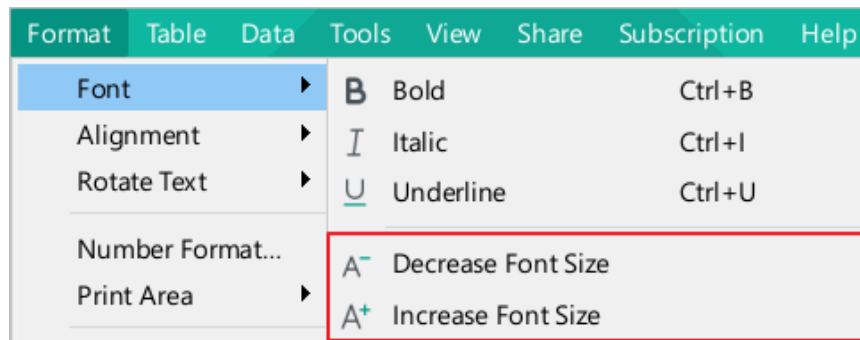 Format Table Data Tools View Share Subscription Help
Font
Alignment
Rotate Text
Number Format...
Print Area
B Bold Ctrl+B
I Italic Ctrl+I
U Underline Ctrl+U
A- Decrease Font Size
A+ Increase Font Size